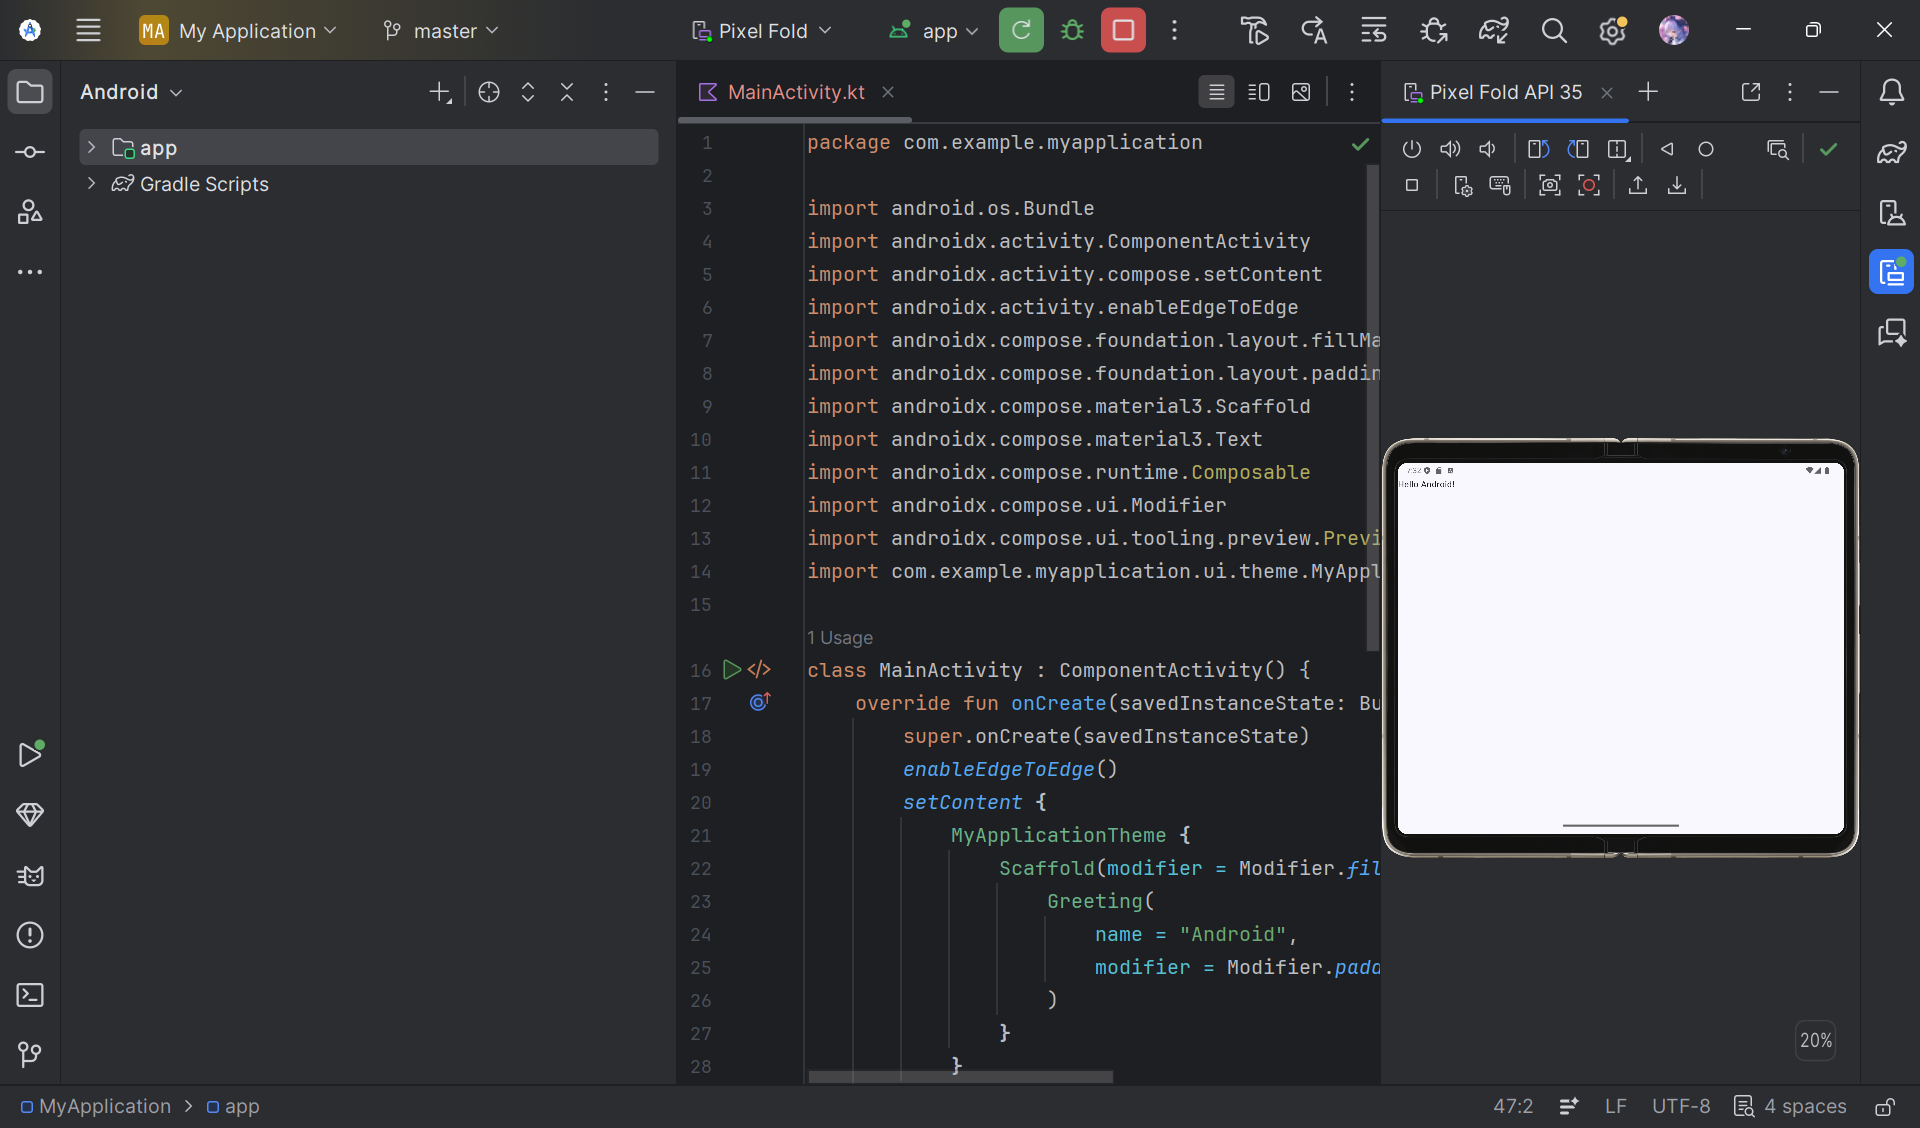 MA My Application
master
Pixel Fold
app
Android
MainActivity.kt
Pixel Fold API 35
app
Gradle Scripts
1 package com.example.myapplication
2
3 import android.os.Bundle
4 import androidx.activity.ComponentActivity
5 import androidx.activity.compose.setContent
6 import androidx.activity.enableEdgeToEdge
7 import androidx.compose.foundation.layout.fillMa
8 import androidx.compose.foundation.layout.paddin
9 import androidx.compose.material3.Scaffold
10 import androidx.compose.material3.Text
11 import androidx.compose.runtime.Composable
12 import androidx.compose.ui.Modifier
13 import androidx.compose.ui.tooling.preview.Previ
14 import com.example.myapplication.ui.theme.MyAppl
15
1 Usage
16 class MainActivity : ComponentActivity() {
17 override fun onCreate(savedInstanceState: Bu
18 super.onCreate(savedInstanceState)
19 enableEdgeToEdge()
20 setContent {
21 MyApplicationTheme {
22 Scaffold(modifier = Modifier.fil
23 Greeting(
24 name = "Android",
25 modifier = Modifier.padd
26 )
27 }
28 }
7:32
Hello Android!
20%
MyApplication
app
47:2
LF
UTF-8
4 spaces